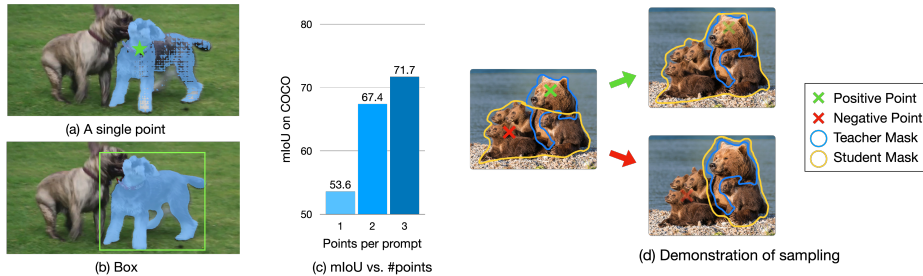 (a) A single point
(b) Box
mIoU on COCO
80
70
60
50
53.6
67.4
71.7
1 2 3
Points per prompt
(c) mIoU vs. #points
Positive Point
Negative Point
Teacher Mask
Student Mask
(d) Demonstration of sampling